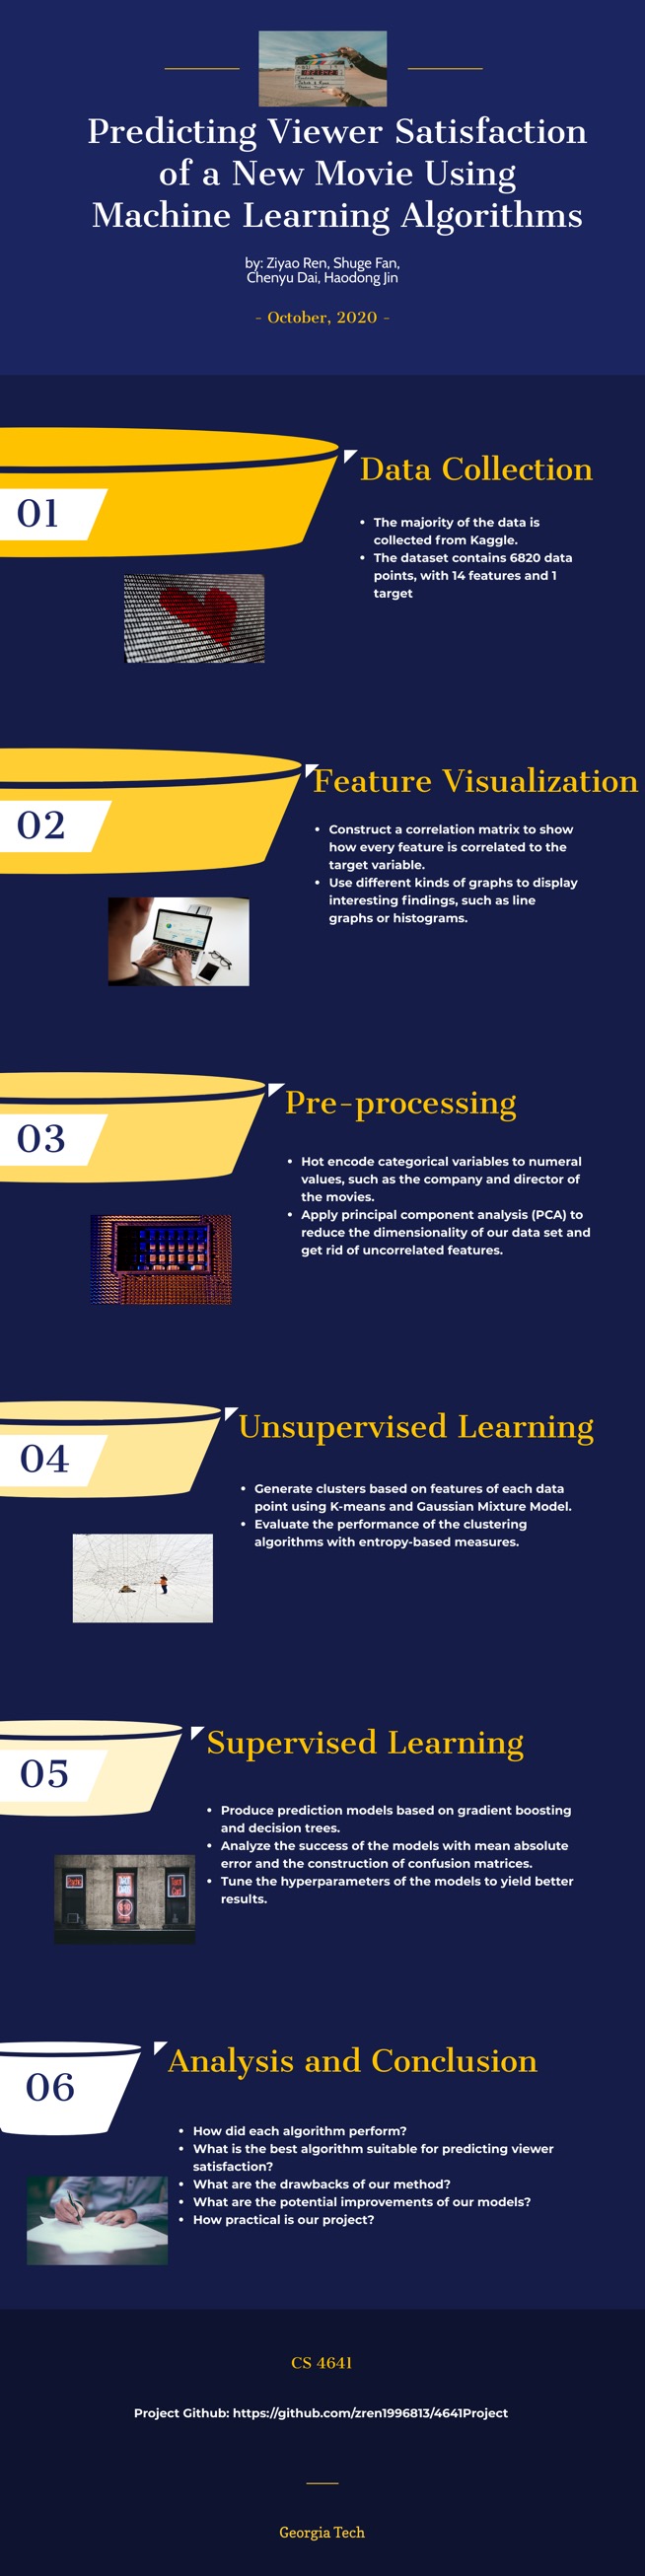 Predicting Viewer Satisfaction
of a New Movie Using
Machine Learning Algorithms
by: Ziyao Ren, Shuge Fan,
Chenyu Dai, Haodong Jin
- October, 2020 -
01
Data Collection
• The majority of the data is
collected from Kaggle.
• The dataset contains 6820 data
points, with 14 features and 1
target
02
Feature Visualization
• Construct a correlation matrix to show
how every feature is correlated to the
target variable.
• Use different kinds of graphs to display
interesting findings, such as line
graphs or histograms.
03
Pre-processing
• Hot encode categorical variables to numeral
values, such as the company and director of
the movies.
• Apply principal component analysis (PCA) to
reduce the dimensionality of our data set and
get rid of uncorrelated features.
04
Unsupervised Learning
• Generate clusters based on features of each data
point using K-means and Gaussian Mixture Model.
• Evaluate the performance of the clustering
algorithms with entropy-based measures.
05
Supervised Learning
• Produce prediction models based on gradient boosting
and decision trees.
• Analyze the success of the models with mean absolute
error and the construction of confusion matrices.
• Tune the hyperparameters of the models to yield better
results.
06
Analysis and Conclusion
• How did each algorithm perform?
• What is the best algorithm suitable for predicting viewer
satisfaction?
• What are the drawbacks of our method?
• What are the potential improvements of our models?
• How practical is our project?
CS 4641
Project Github: https://github.com/zren1996813/4641Project
Georgia Tech